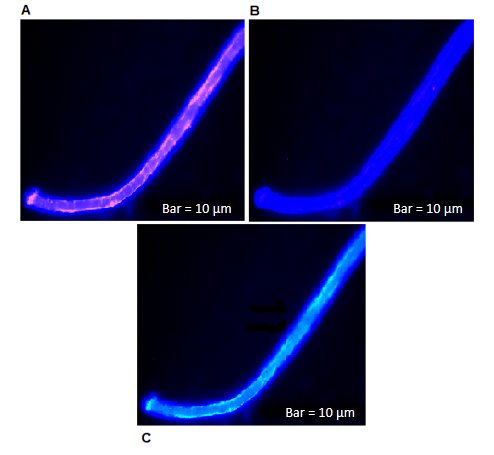 A
B
Bar = 10 µm
Bar = 10 µm
Bar = 10 µm
C